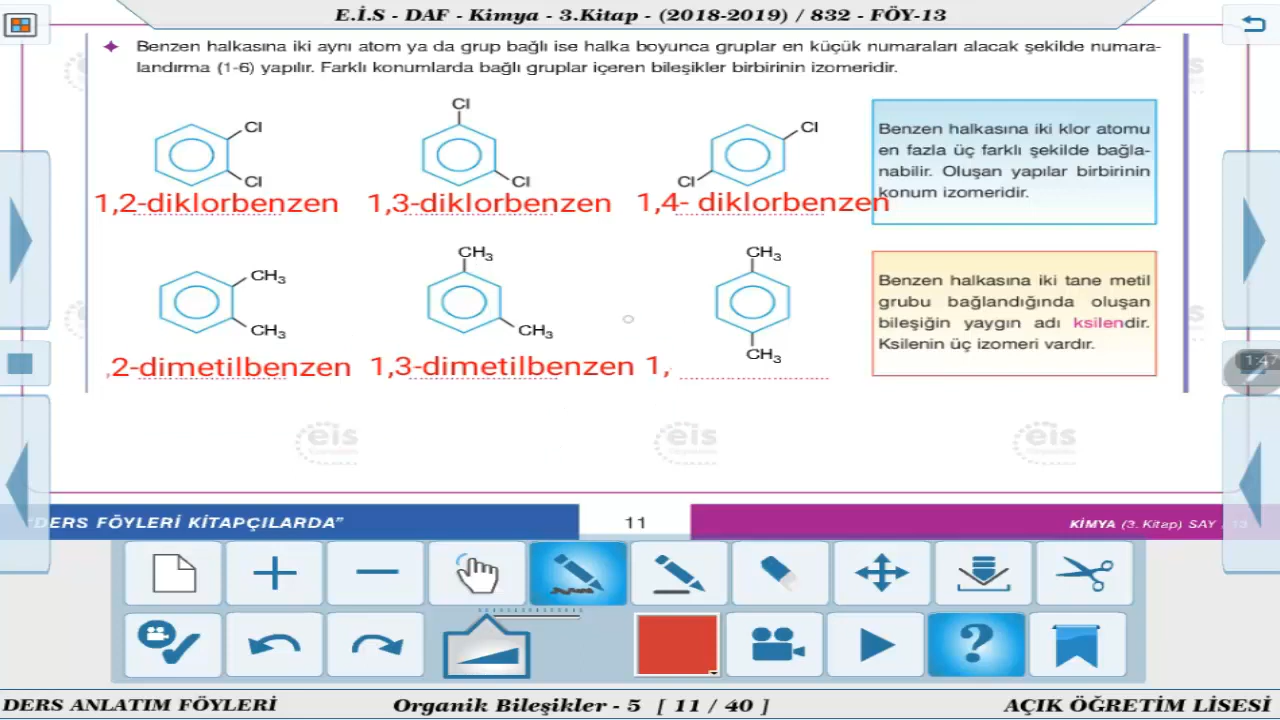 E.İ.S - DAF - Kimya - 3.Kitap - (2018-2019) / 832 - FÖY-13
Benzen halkasına iki aynı atom ya da grup bağlı ise halka boyunca gruplar en küçük numaraları alacak şekilde numara-
landırma (1-6) yapılır. Farklı konumlarda bağlı gruplar içeren bileşikler birbirinin izomeridir.
Cl
Cl
1,2-diklorbenzen
Cl
Cl
1,3-diklorbenzen
Cl
Cl
1,4- diklorbenzen
Benzen halkasına iki klor atomu
en fazla üç farklı şekilde bağla-
nabilir. Oluşan yapılar birbirinin
konum izomeridir.
CH3
CH3
,2-dimetilbenzen
CH3
CH3
1,3-dimetilbenzen
CH3
CH3
1,
Benzen halkasına iki tane metil
grubu bağlandığında oluşan
bileşiğin yaygın adı ksilendir.
Ksilenin üç izomeri vardır.
1:47
eis
eis
eis
"DERS FÖYLERİ KİTAPÇILARDA"
11
KİMYA (3. Kitap) SAY / 13
?
DERS ANLATIM FÖYLERİ
Organik Bileşikler - 5 [ 11 / 40 ]
AÇIK ÖĞRETİM LİSESİ